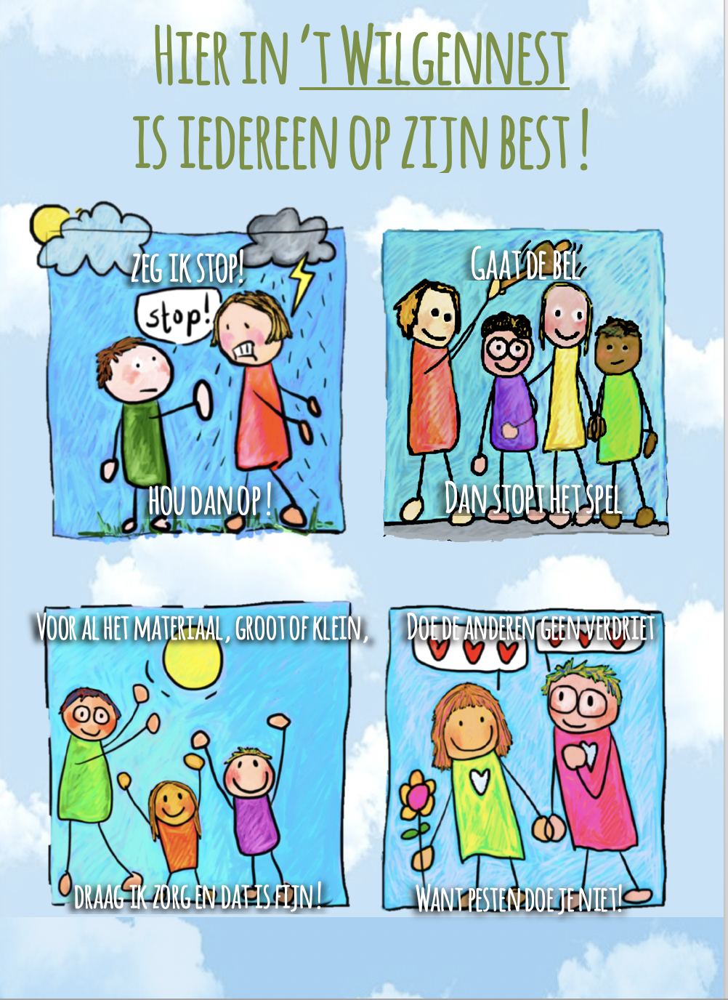 Hier in 't Wilgennest
is iedereen op zijn best!
Zeg ik stop!
stop!
hou dan op!
Gaat de bel
Dan stopt het spel
Voor al het materiaal, groot of klein,
draag ik zorg en dat is fijn!
Doe de anderen geen verdriet
Want pesten doe je niet!